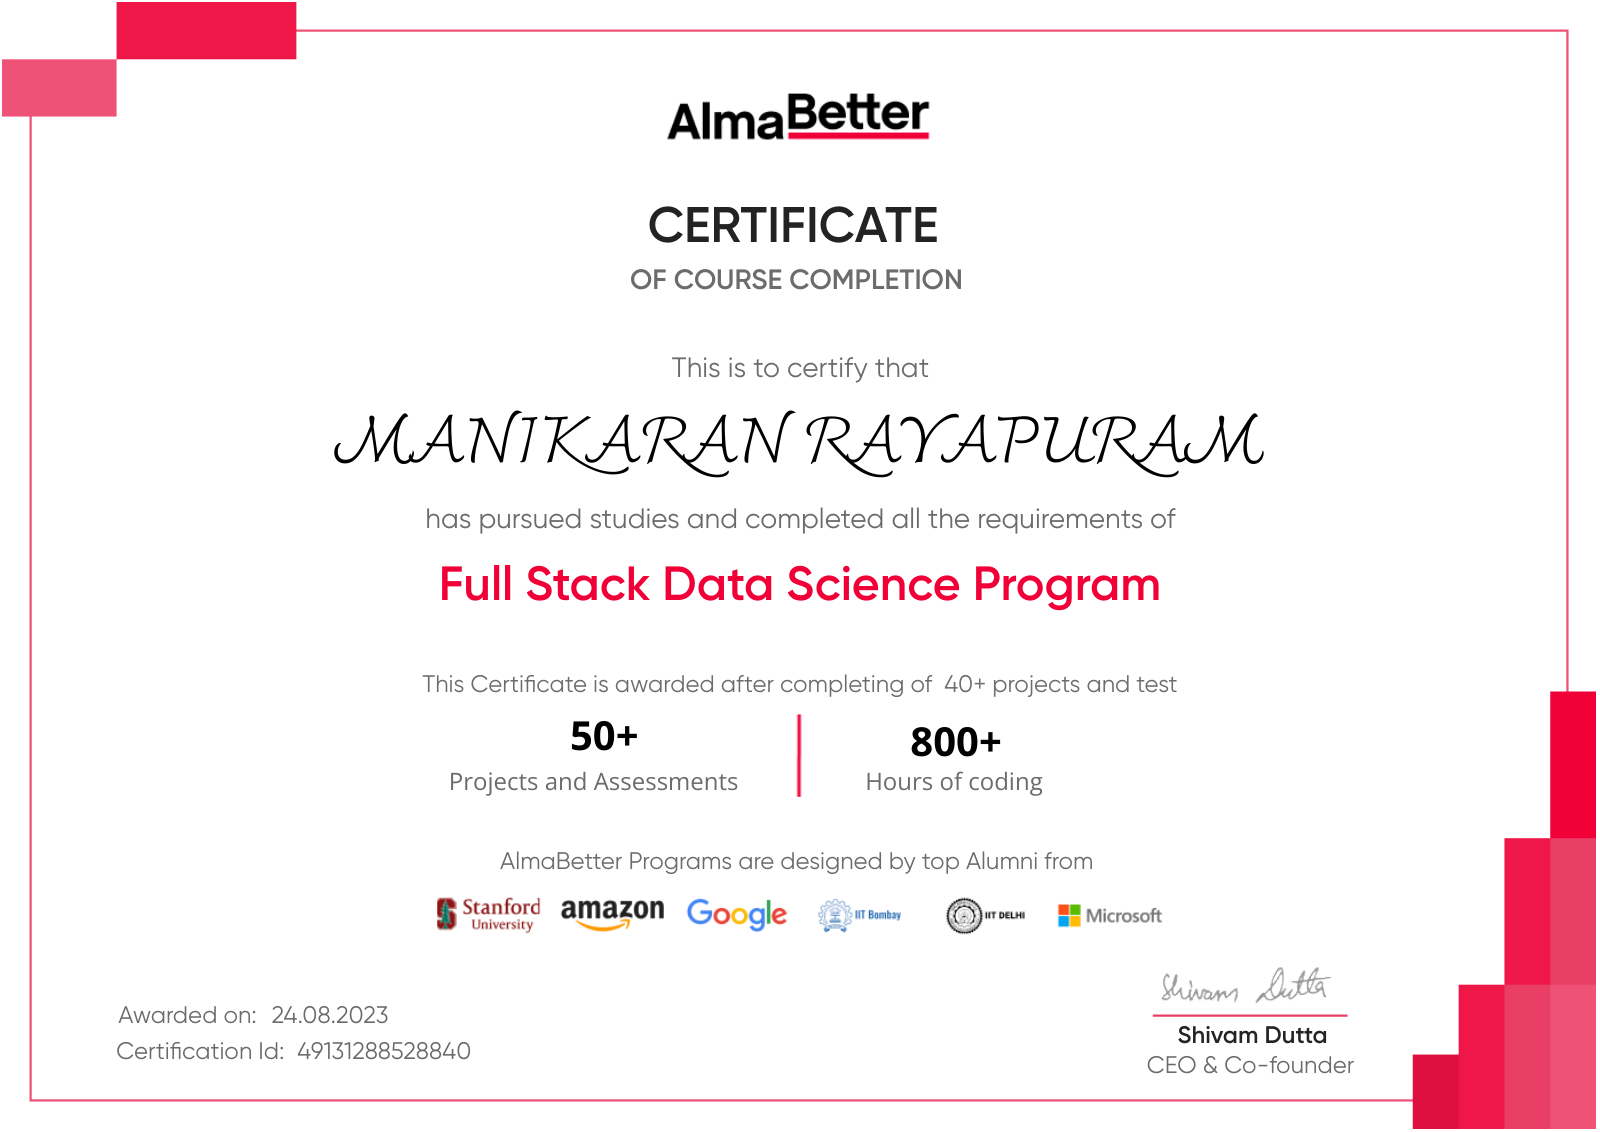 AlmaBetter
CERTIFICATE
OF COURSE COMPLETION
This is to certify that
MANIKARAN RAYAPURAM
has pursued studies and completed all the requirements of
Full Stack Data Science Program
This Certificate is awarded after completing of 40+ projects and test
50+
Projects and Assessments
800+
Hours of coding
AlmaBetter Programs are designed by top Alumni from
Stanford University amazon Google IIT Bombay IIT DELHI Microsoft
Shivam Dutta
Awarded on: 24.08.2023
Certification Id: 49131288528840
Shivam Dutta
CEO & Co-founder